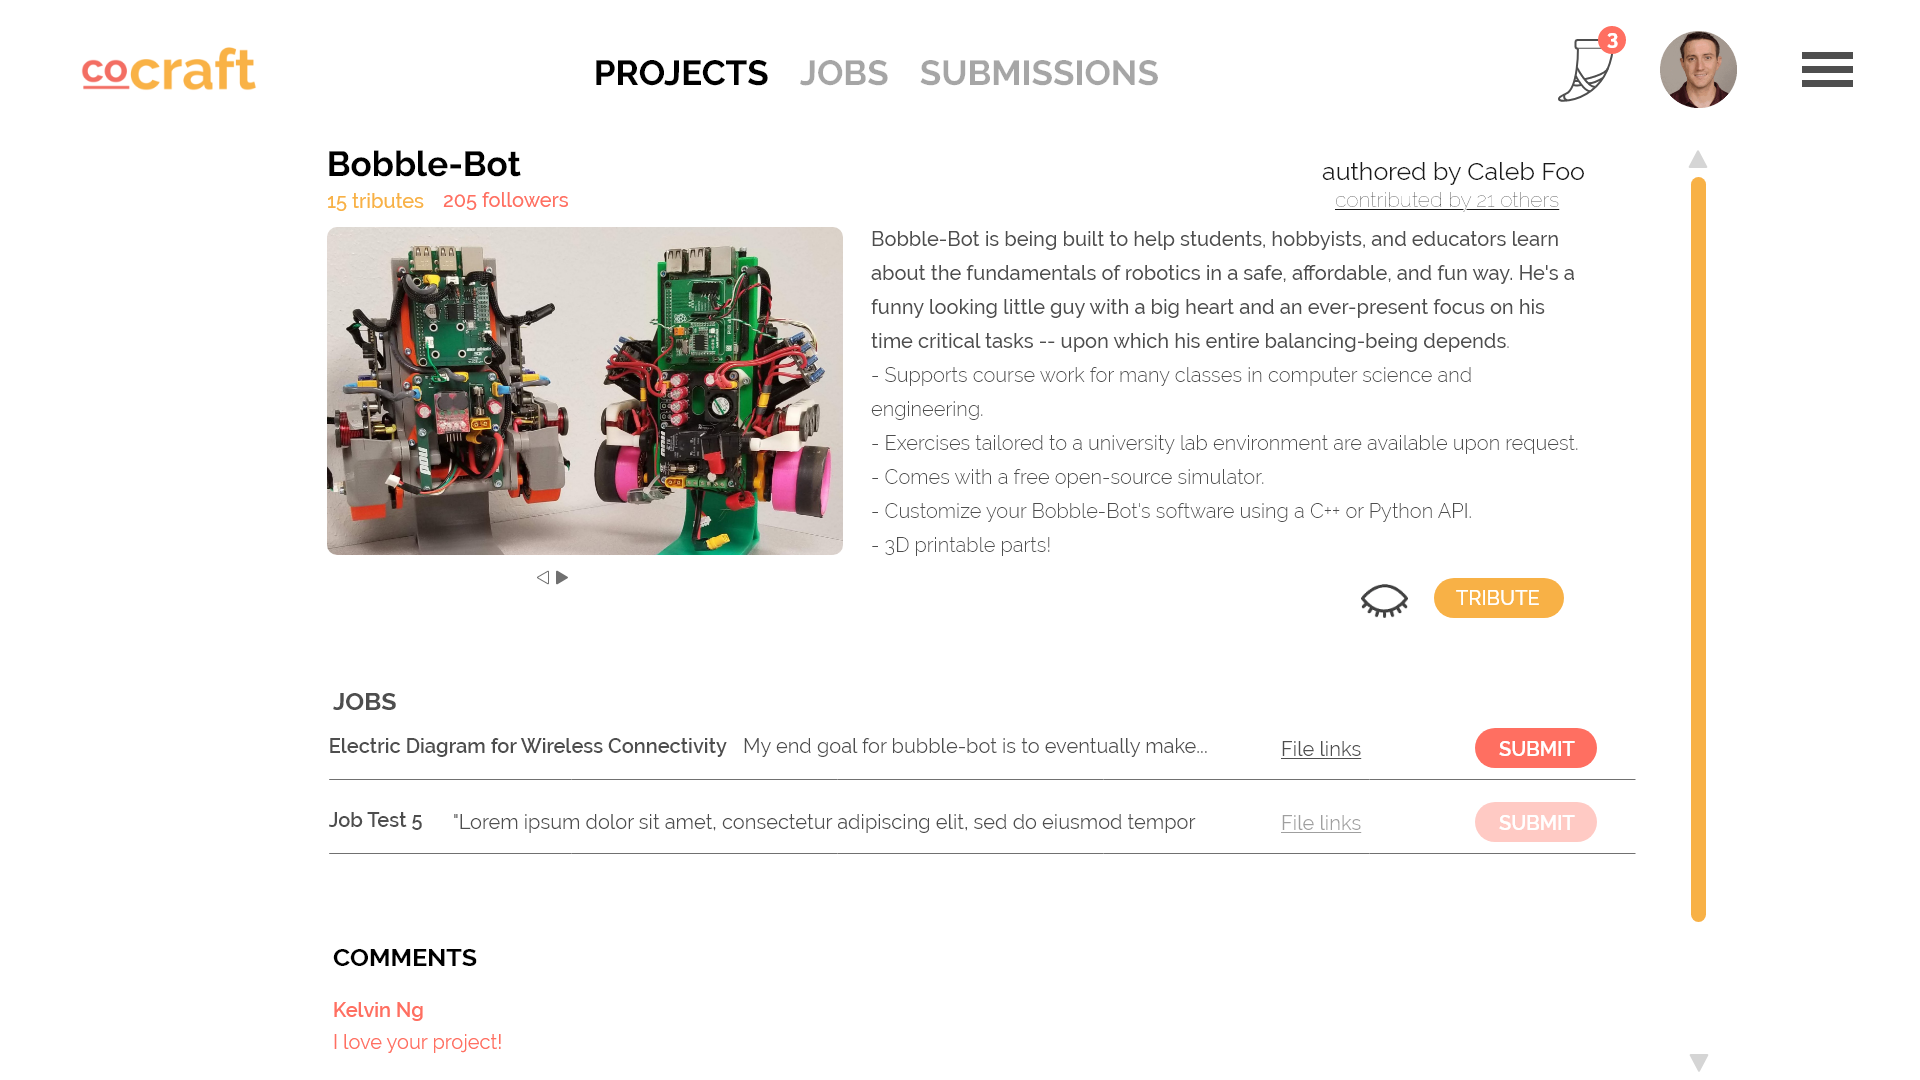 cocraft
PROJECTS JOBS SUBMISSIONS
3
Bobble-Bot
15 tributes 205 followers
authored by Caleb Foo
contributed by 21 others
Bobble-Bot is being built to help students, hobbyists, and educators learn
about the fundamentals of robotics in a safe, affordable, and fun way. He's a
funny looking little guy with a big heart and an ever-present focus on his
time critical tasks -- upon which his entire balancing-being depends.
- Supports course work for many classes in computer science and
engineering.
- Exercises tailored to a university lab environment are available upon request.
- Comes with a free open-source simulator.
- Customize your Bobble-Bot's software using a C++ or Python API.
- 3D printable parts!
TRIBUTE
JOBS
Electric Diagram for Wireless Connectivity My end goal for bubble-bot is to eventually make... File links SUBMIT
Job Test 5 "Lorem ipsum dolor sit amet, consectetur adipiscing elit, sed do eiusmod tempor File links SUBMIT
COMMENTS
Kelvin Ng
I love your project!